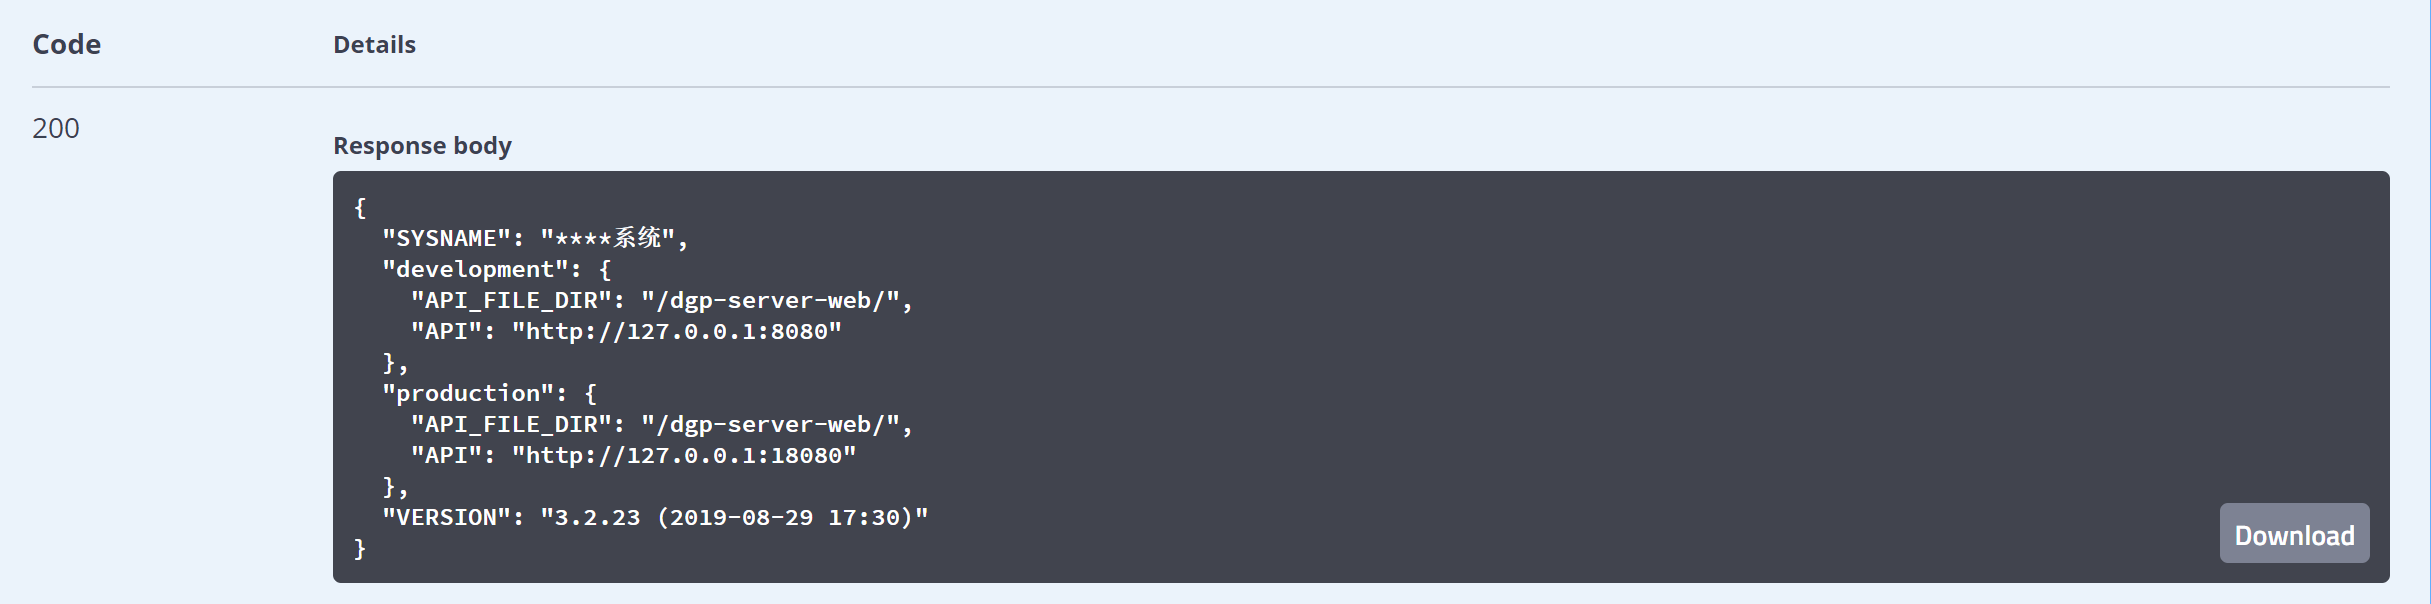 Code Details
200
Response body
{
  "SYSNAME": "****系统",
  "development": {
    "API_FILE_DIR": "/dgp-server-web/",
    "API": "http://127.0.0.1:8080"
  },
  "production": {
    "API_FILE_DIR": "/dgp-server-web/",
    "API": "http://127.0.0.1:18080"
  },
  "VERSION": "3.2.23 (2019-08-29 17:30)"
}
Download